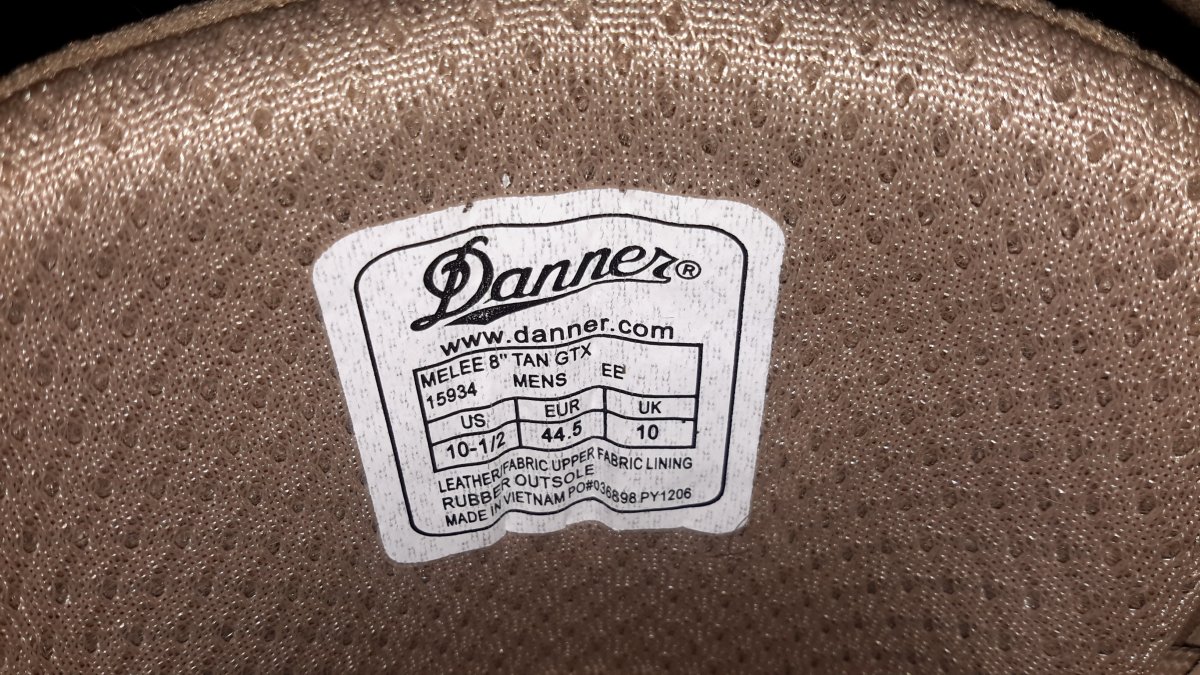 Danner®
www.danner.com
MELEE 8" TAN GTX
15934 MENS EE
US EUR UK
10-1/2 44.5 10
LEATHER/FABRIC UPPER FABRIC LINING
RUBBER OUTSOLE
MADE IN VIETNAM PO#036898 PY1206